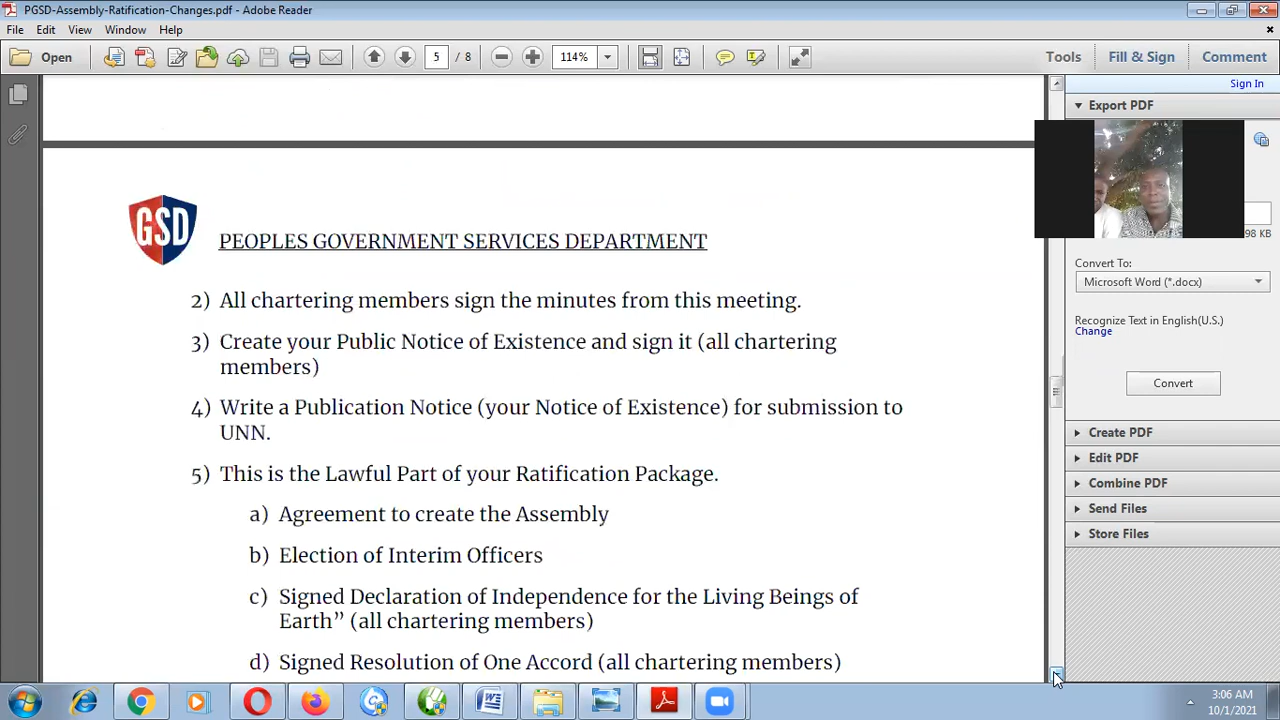 PGSD-Assembly-Ratification-Changes.pdf - Adobe Reader
File Edit View Window Help
Open 5 / 8 114% Tools Fill & Sign Comment
Sign In
Export PDF
98 KB
Convert To:
Microsoft Word (*.docx)
Recognize Text in English(U.S.)
Change
Convert
Create PDF
Edit PDF
Combine PDF
Send Files
Store Files
GSD
PEOPLES GOVERNMENT SERVICES DEPARTMENT
2) All chartering members sign the minutes from this meeting.
3) Create your Public Notice of Existence and sign it (all chartering
members)
4) Write a Publication Notice (your Notice of Existence) for submission to
UNN.
5) This is the Lawful Part of your Ratification Package.
a) Agreement to create the Assembly
b) Election of Interim Officers
c) Signed Declaration of Independence for the Living Beings of
Earth” (all chartering members)
d) Signed Resolution of One Accord (all chartering members)
3:06 AM
10/1/2021